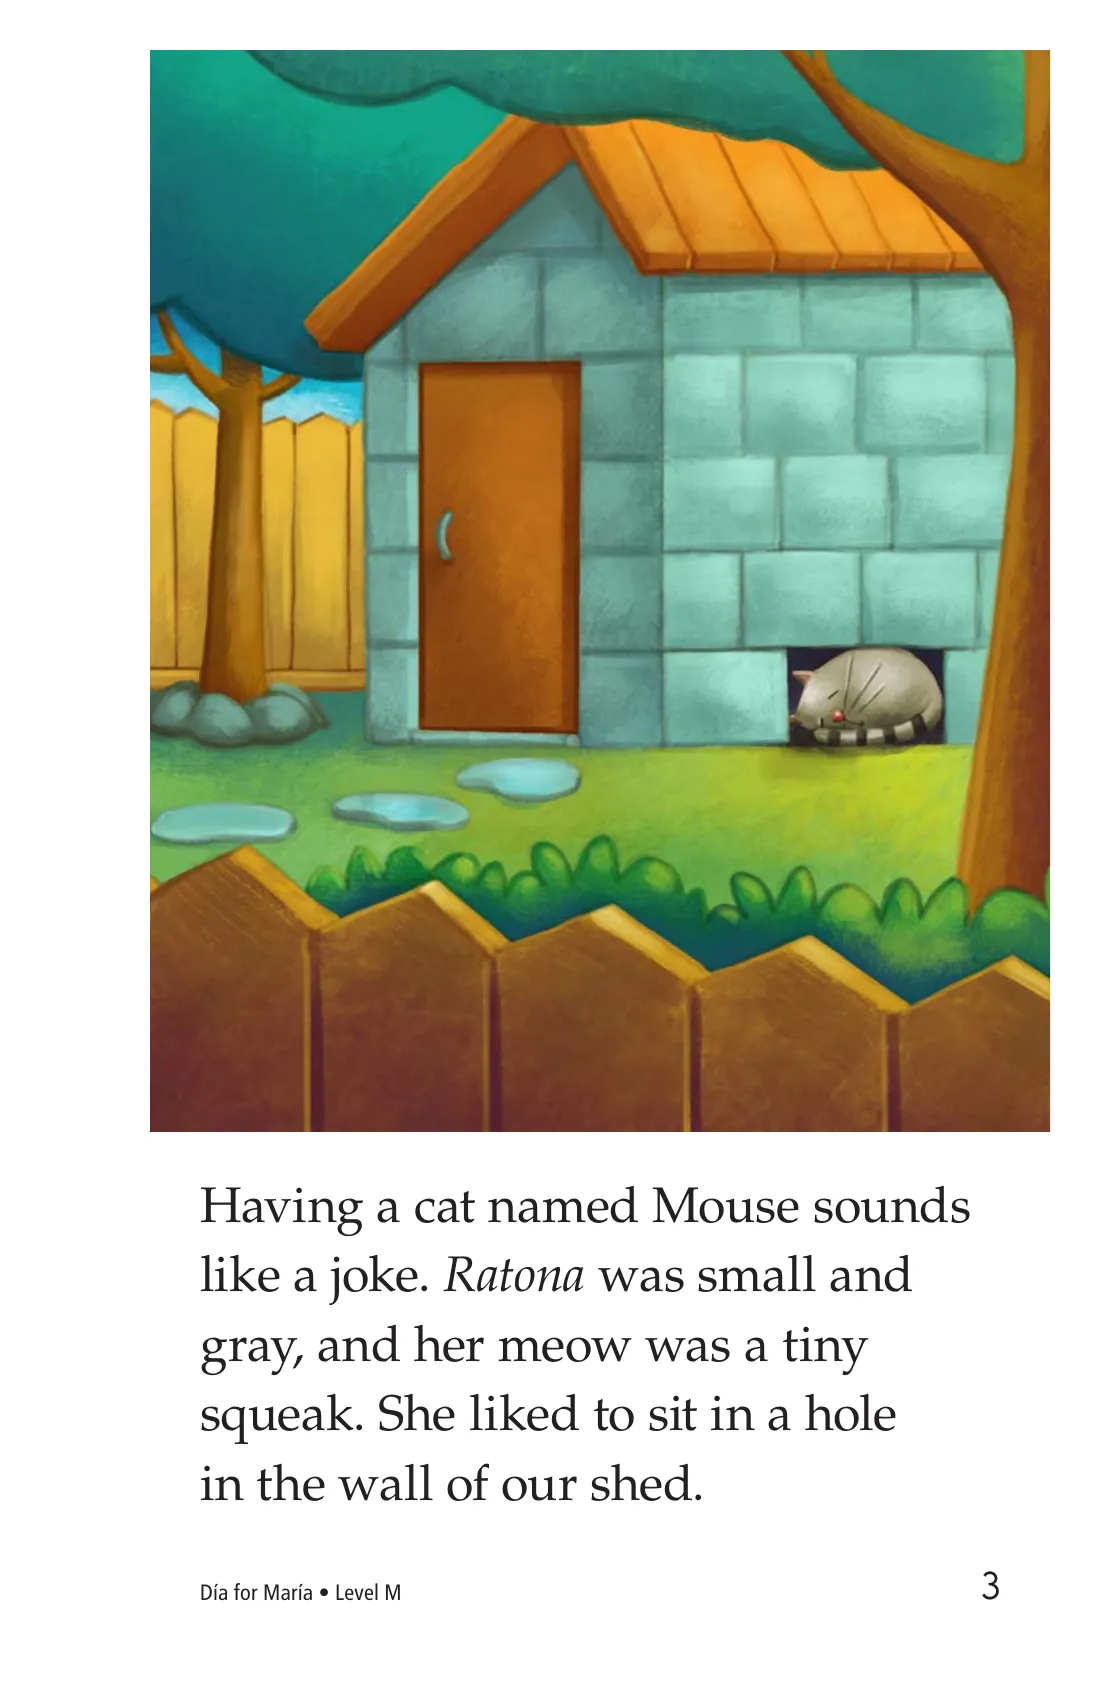 Having a cat named Mouse sounds
like a joke. Ratona was small and
gray, and her meow was a tiny
squeak. She liked to sit in a hole
in the wall of our shed.
Día for María • Level M
3